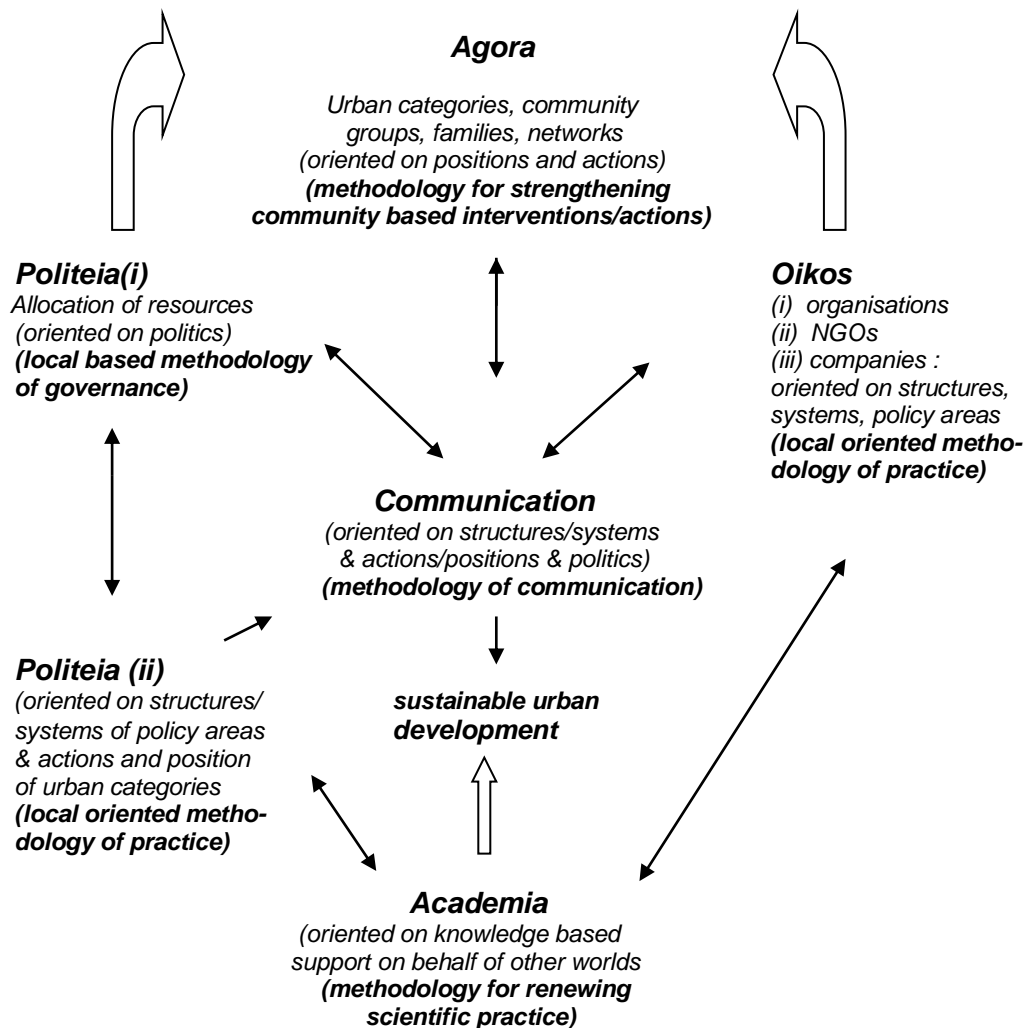 Agora
Urban categories, community
groups, families, networks
(oriented on positions and actions)
(methodology for strengthening
community based interventions/actions)
Politeia(i)
Allocation of resources
(oriented on politics)
(local based methodology
of governance)
Oikos
(i) organisations
(ii) NGOs
(iii) companies :
oriented on structures,
systems, policy areas
(local oriented metho-
dology of practice)
Communication
(oriented on structures/systems
& actions/positions & politics)
(methodology of communication)
Politeia (ii)
(oriented on structures/
systems of policy areas
& actions and position
of urban categories
(local oriented metho-
dology of practice)
sustainable urban
development
Academia
(oriented on knowledge based
support on behalf of other worlds
(methodology for renewing
scientific practice)